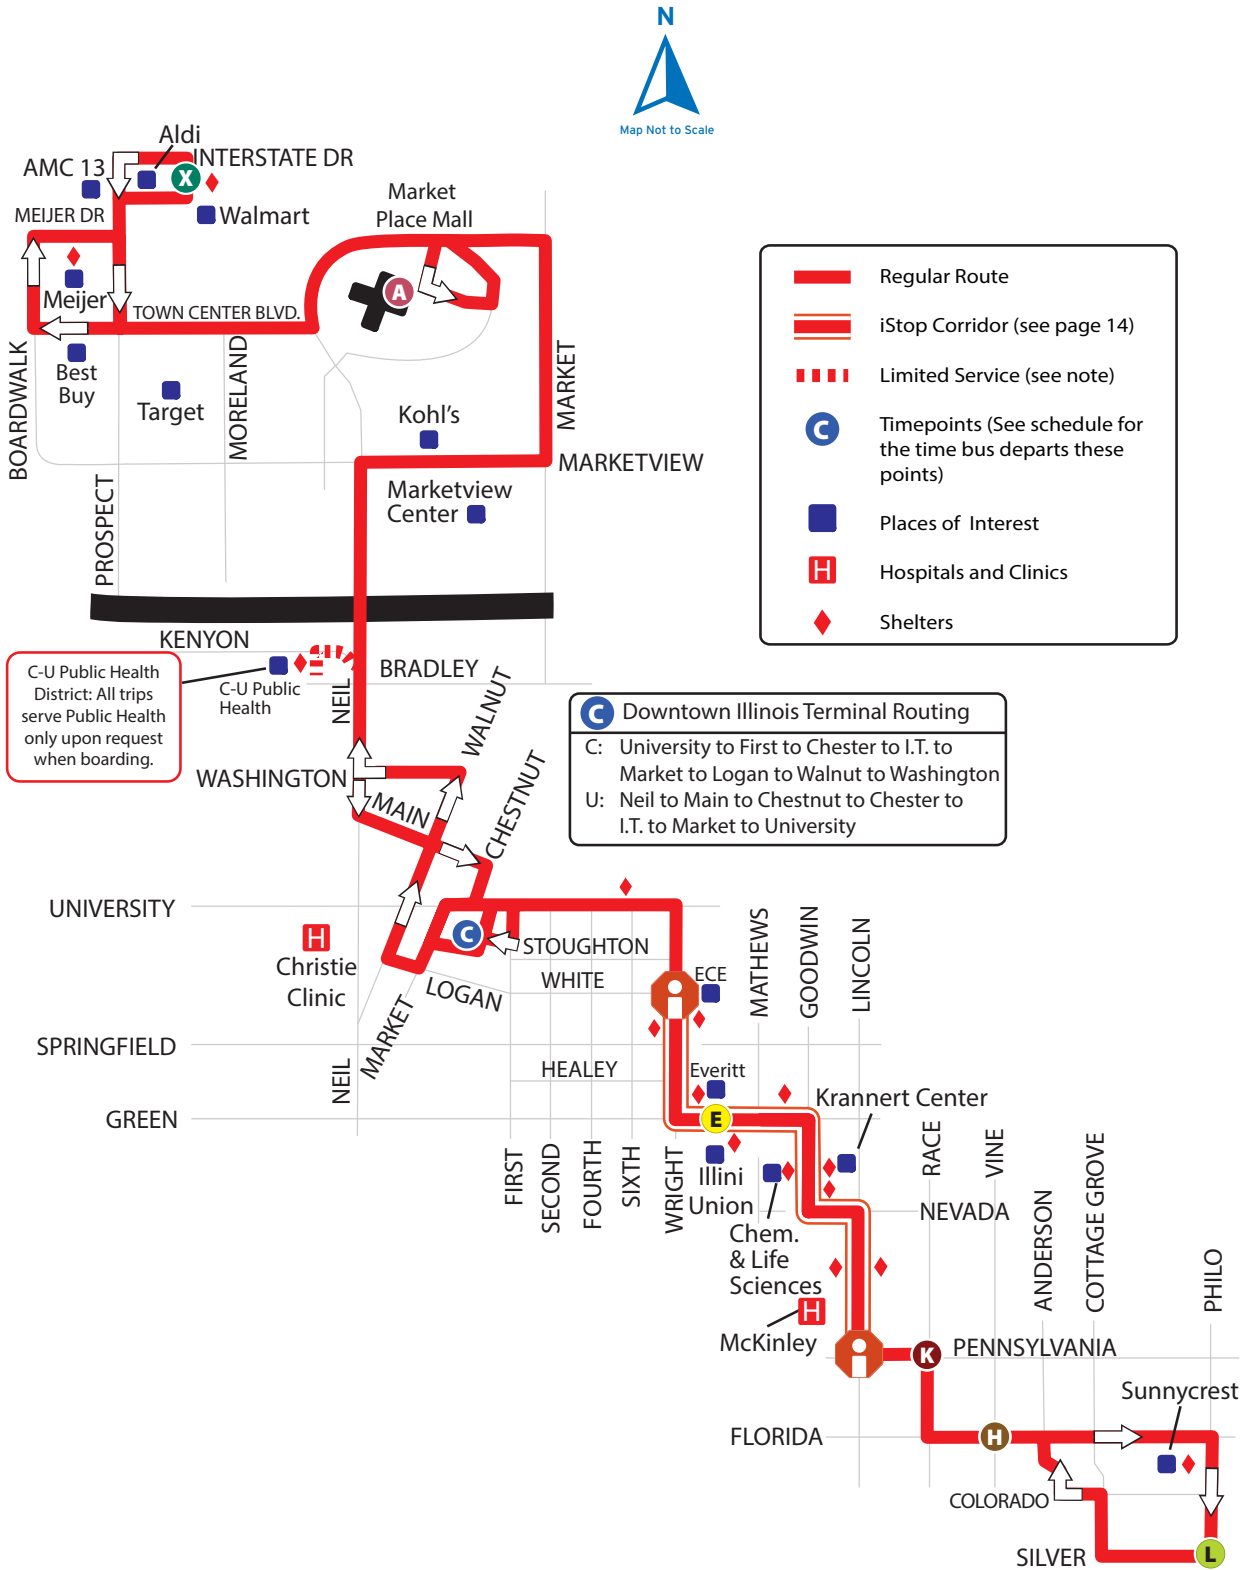 N
Map Not to Scale
Aldi
INTERSTATE DR
AMC 13
X
MEIJER DR
Walmart
Market
Place Mall
A
Meijer
TOWN CENTER BLVD.
Best
Buy
Target
BOARDWALK
MORELAND
PROSPECT
Kohl's
MARKET
MARKETVIEW
Marketview
Center
Regular Route
iStop Corridor (see page 14)
Limited Service (see note)
C
Timepoints (See schedule for
the time bus departs these
points)
Places of Interest
H
Hospitals and Clinics
Shelters
KENYON
BRADLEY
C-U Public Health
District: All trips
serve Public Health
only upon request
when boarding.
C-U Public
Health
NEIL
WALNUT
WASHINGTON
MAIN
CHESTNUT
C
Downtown Illinois Terminal Routing
C: University to First to Chester to I.T. to
Market to Logan to Walnut to Washington
U: Neil to Main to Chestnut to Chester to
I.T. to Market to University
UNIVERSITY
C
H
Christie
Clinic
STOUGHTON
WHITE
ECE
LOGAN
MARKET
NEIL
MATHEWS
GOODWIN
LINCOLN
SPRINGFIELD
HEALEY
Everitt
GREEN
E
Krannert Center
FIRST
SECOND
FOURTH
SIXTH
WRIGHT
Illini
Union
Chem.
& Life
Sciences
RACE
VINE
NEVADA
ANDERSON
COTTAGE GROVE
PHILO
H
McKinley
K
PENNSYLVANIA
Sunnycrest
FLORIDA
H
COLORADO
SILVER
L